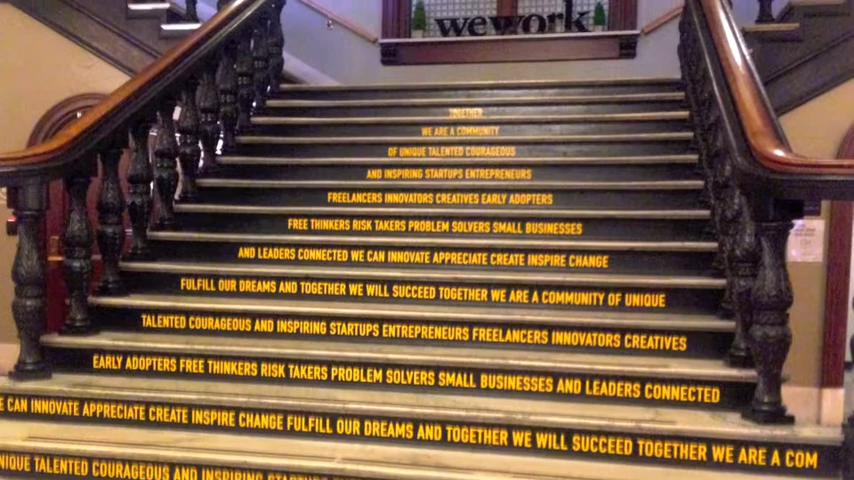 wework
TOGETHER
WE ARE A COMMUNITY
OF UNIQUE TALENTED COURAGEOUS
AND INSPIRING STARTUPS ENTREPRENEURS
FREELANCERS INNOVATORS CREATIVES EARLY ADOPTERS
FREE THINKERS RISK TAKERS PROBLEM SOLVERS SMALL BUSINESSES
AND LEADERS CONNECTED WE CAN INNOVATE APPRECIATE CREATE INSPIRE CHANGE
FULFILL OUR DREAMS AND TOGETHER WE WILL SUCCEED TOGETHER WE ARE A COMMUNITY OF UNIQUE
TALENTED COURAGEOUS AND INSPIRING STARTUPS ENTREPRENEURS FREELANCERS INNOVATORS CREATIVES
EARLY ADOPTERS FREE THINKERS RISK TAKERS PROBLEM SOLVERS SMALL BUSINESSES AND LEADERS CONNECTED
E CAN INNOVATE APPRECIATE CREATE INSPIRE CHANGE FULFILL OUR DREAMS AND TOGETHER WE WILL SUCCEED TOGETHER WE ARE A COM
NIQUE TALENTED COURAGEOUS AND INSPIRING